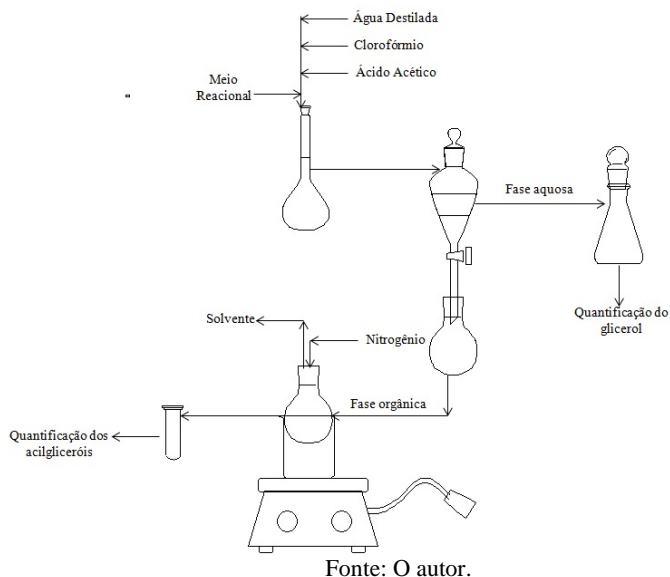 Água Destilada
Clorofórmio
Ácido Acético
Meio
Reacional
Fase aquosa
Quantificação do
glicerol
Solvente
Nitrogênio
Fase orgânica
Quantificação dos
acilgliceróis
Fonte: O autor.